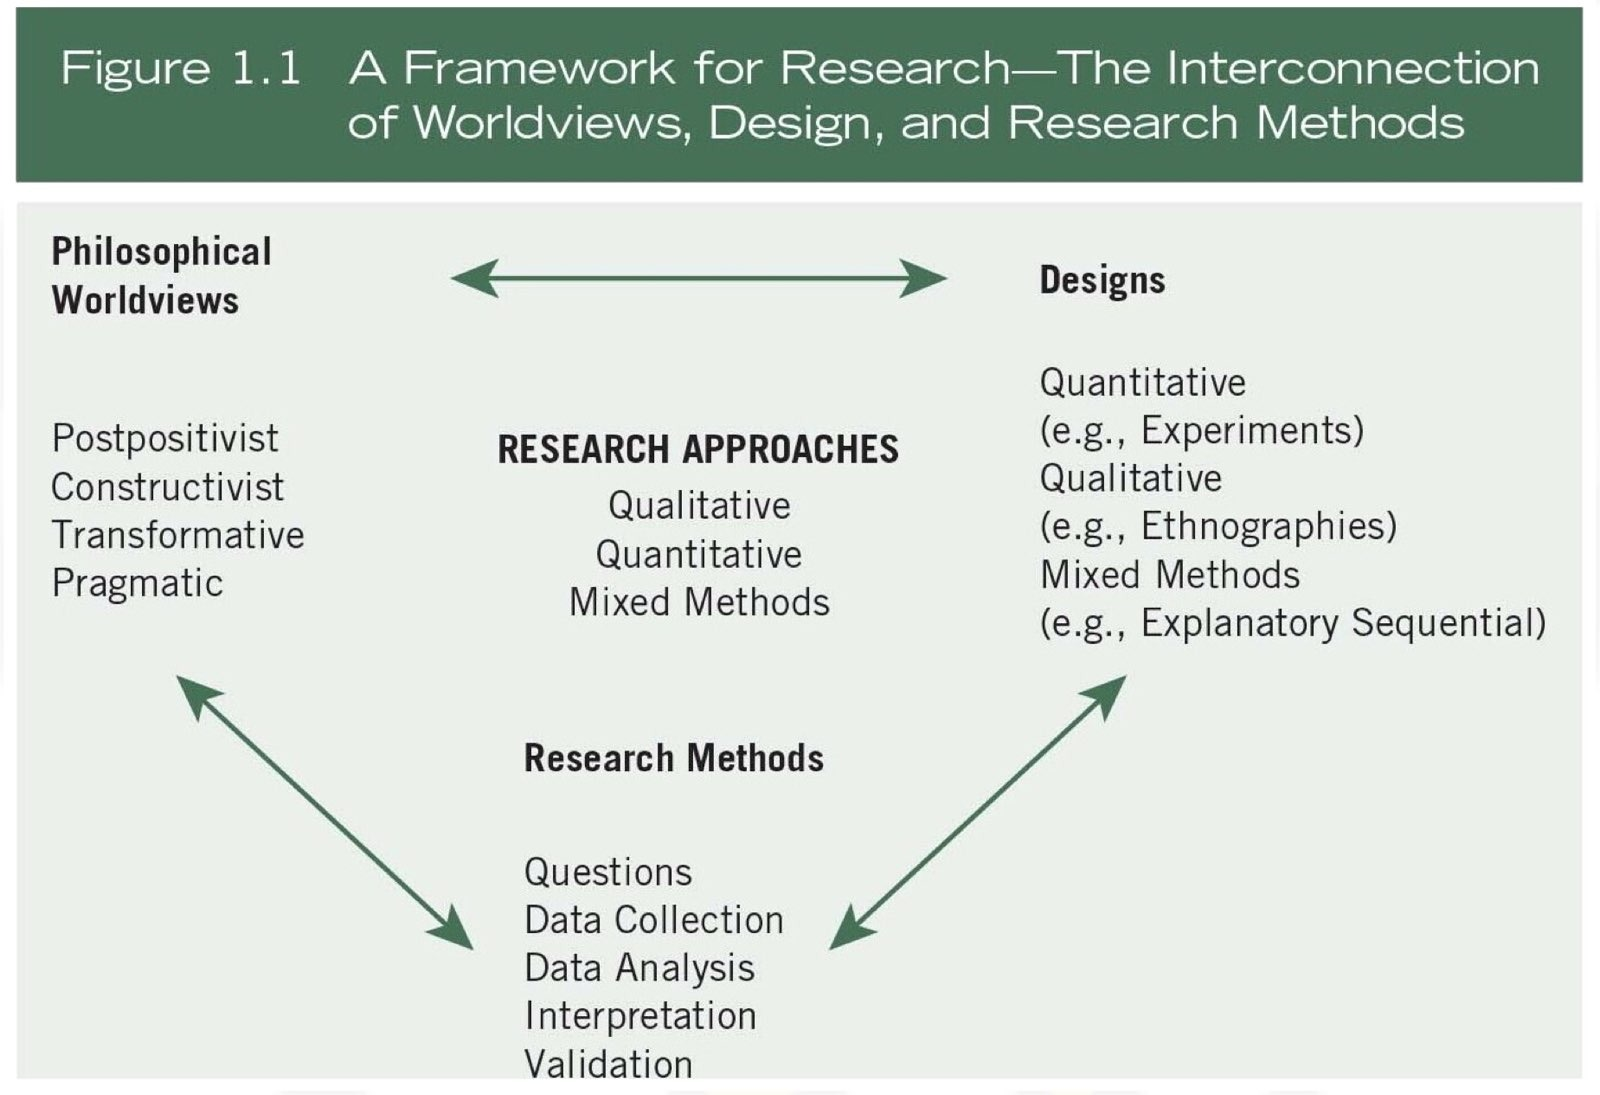 Figure 1.1 A Framework for Research—The Interconnection
of Worldviews, Design, and Research Methods
Philosophical
Worldviews
Designs
Postpositivist
Constructivist
Transformative
Pragmatic
RESEARCH APPROACHES
Qualitative
Quantitative
Mixed Methods
Quantitative
(e.g., Experiments)
Qualitative
(e.g., Ethnographies)
Mixed Methods
(e.g., Explanatory Sequential)
Research Methods
Questions
Data Collection
Data Analysis
Interpretation
Validation